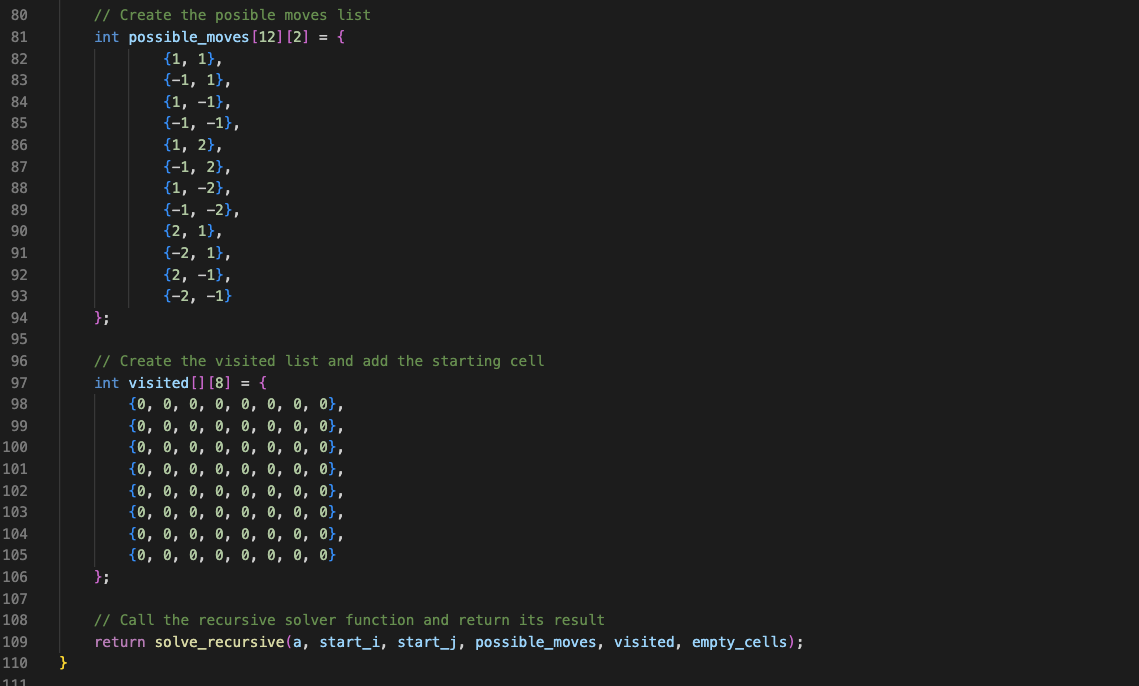 80 // Create the posible moves list
81 int possible_moves[12][2] = {
82 {1, 1},
83 {-1, 1},
84 {1, -1},
85 {-1, -1},
86 {1, 2},
87 {-1, 2},
88 {1, -2},
89 {-1, -2},
90 {2, 1},
91 {-2, 1},
92 {2, -1},
93 {-2, -1}
94 };
95
96 // Create the visited list and add the starting cell
97 int visited[][8] = {
98 {0, 0, 0, 0, 0, 0, 0, 0},
99 {0, 0, 0, 0, 0, 0, 0, 0},
100 {0, 0, 0, 0, 0, 0, 0, 0},
101 {0, 0, 0, 0, 0, 0, 0, 0},
102 {0, 0, 0, 0, 0, 0, 0, 0},
103 {0, 0, 0, 0, 0, 0, 0, 0},
104 {0, 0, 0, 0, 0, 0, 0, 0},
105 {0, 0, 0, 0, 0, 0, 0, 0}
106 };
107
108 // Call the recursive solver function and return its result
109 return solve_recursive(a, start_i, start_j, possible_moves, visited, empty_cells);
110 }
111